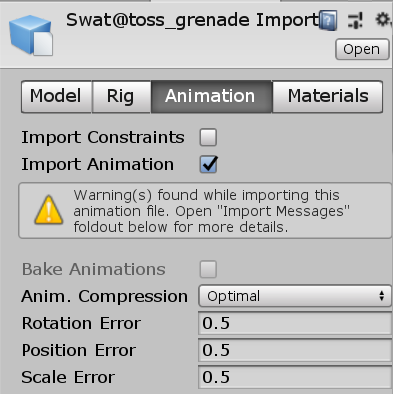 Swat@toss_grenade Import
Open
Model Rig Animation Materials
Import Constraints
Import Animation
Warning(s) found while importing this
animation file. Open "Import Messages"
foldout below for more details.
Bake Animations
Anim. Compression Optimal
Rotation Error 0.5
Position Error 0.5
Scale Error 0.5